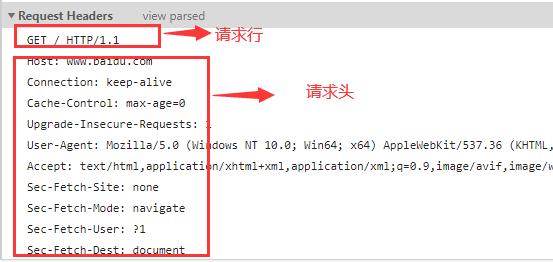 Request Headers view parsed
GET / HTTP/1.1
请求行
Host: www.baidu.com
Connection: keep-alive
请求头
Cache-Control: max-age=0
Upgrade-Insecure-Requests: 1
User-Agent: Mozilla/5.0 (Windows NT 10.0; Win64; x64) AppleWebKit/537.36 (KHTML,
Accept: text/html,application/xhtml+xml,application/xml;q=0.9,image/avif,image/w
Sec-Fetch-Site: none
Sec-Fetch-Mode: navigate
Sec-Fetch-User: ?1
Sec-Fetch-Dest: document